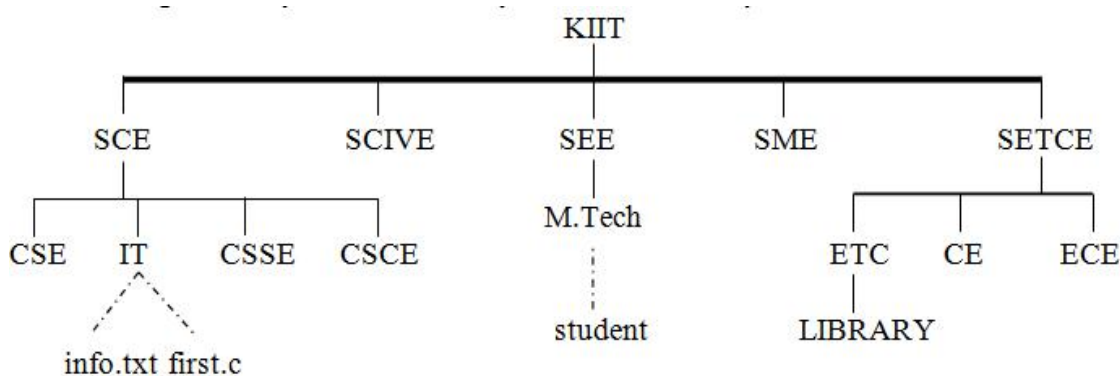 KIIT
SCE SCIVE SEE SME SETCE
M.Tech
CSE IT CSSE CSCE ETC CE ECE
student LIBRARY
info.txt first.c